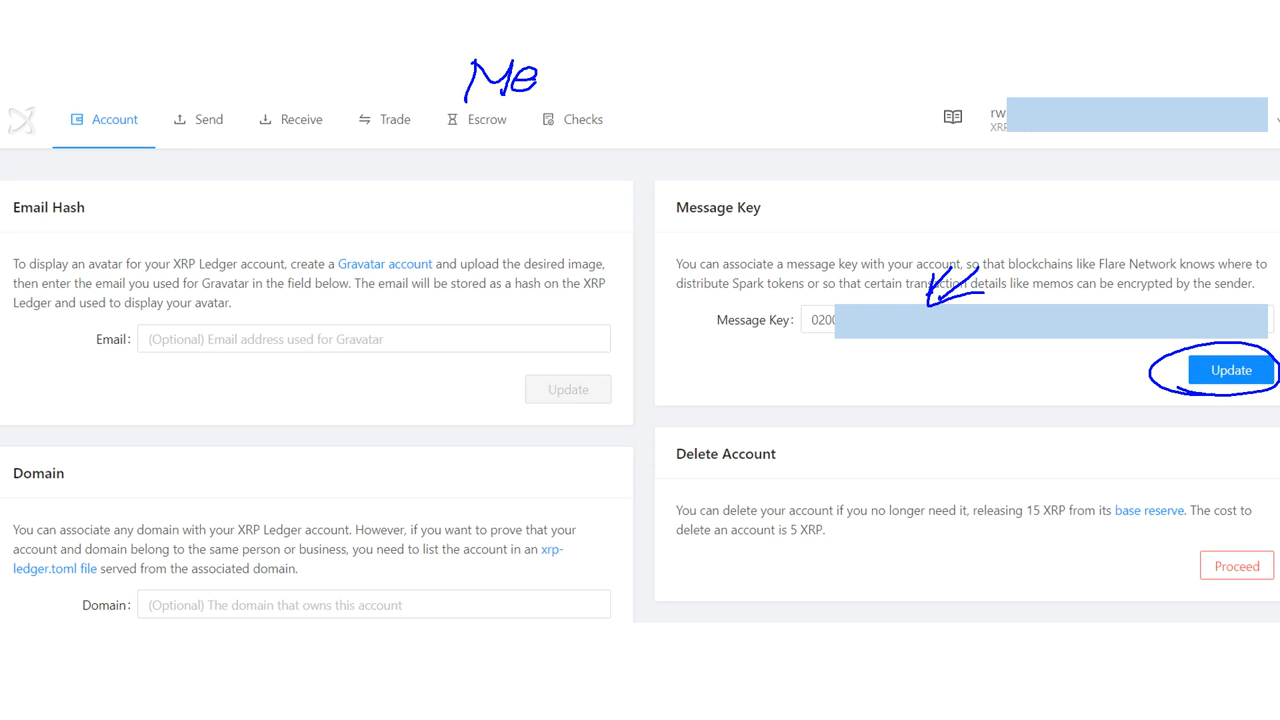 Me
Account Send Receive Trade Escrow Checks
rw
Email Hash
To display an avatar for your XRP Ledger account, create a Gravatar account and upload the desired image,
then enter the email you used for Gravatar in the field below. The email will be stored as a hash on the XRP
Ledger and used to display your avatar.
Email: (Optional) Email address used for Gravatar
Update
Domain
You can associate any domain with your XRP Ledger account. However, if you want to prove that your
account and domain belong to the same person or business, you need to list the account in an xrp-
ledger.toml file served from the associated domain.
Domain: (Optional) The domain that owns this account
Message Key
You can associate a message key with your account, so that blockchains like Flare Network knows where to
distribute Spark tokens or so that certain transaction details like memos can be encrypted by the sender.
Message Key: 020
Update
Delete Account
You can delete your account if you no longer need it, releasing 15 XRP from its base reserve. The cost to
delete an account is 5 XRP.
Proceed